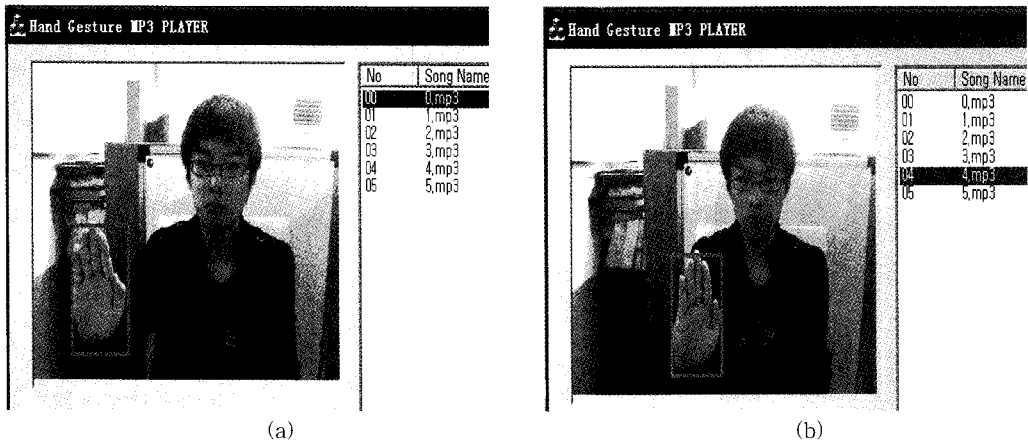 Hand Gesture MP3 PLAYER
No Song Name
00 0.mp3
01 1.mp3
02 2.mp3
03 3.mp3
04 4.mp3
05 5.mp3
(a)
Hand Gesture MP3 PLAYER
No Song Name
00 0.mp3
01 1.mp3
02 2.mp3
03 3.mp3
04 4.mp3
05 5.mp3
(b)